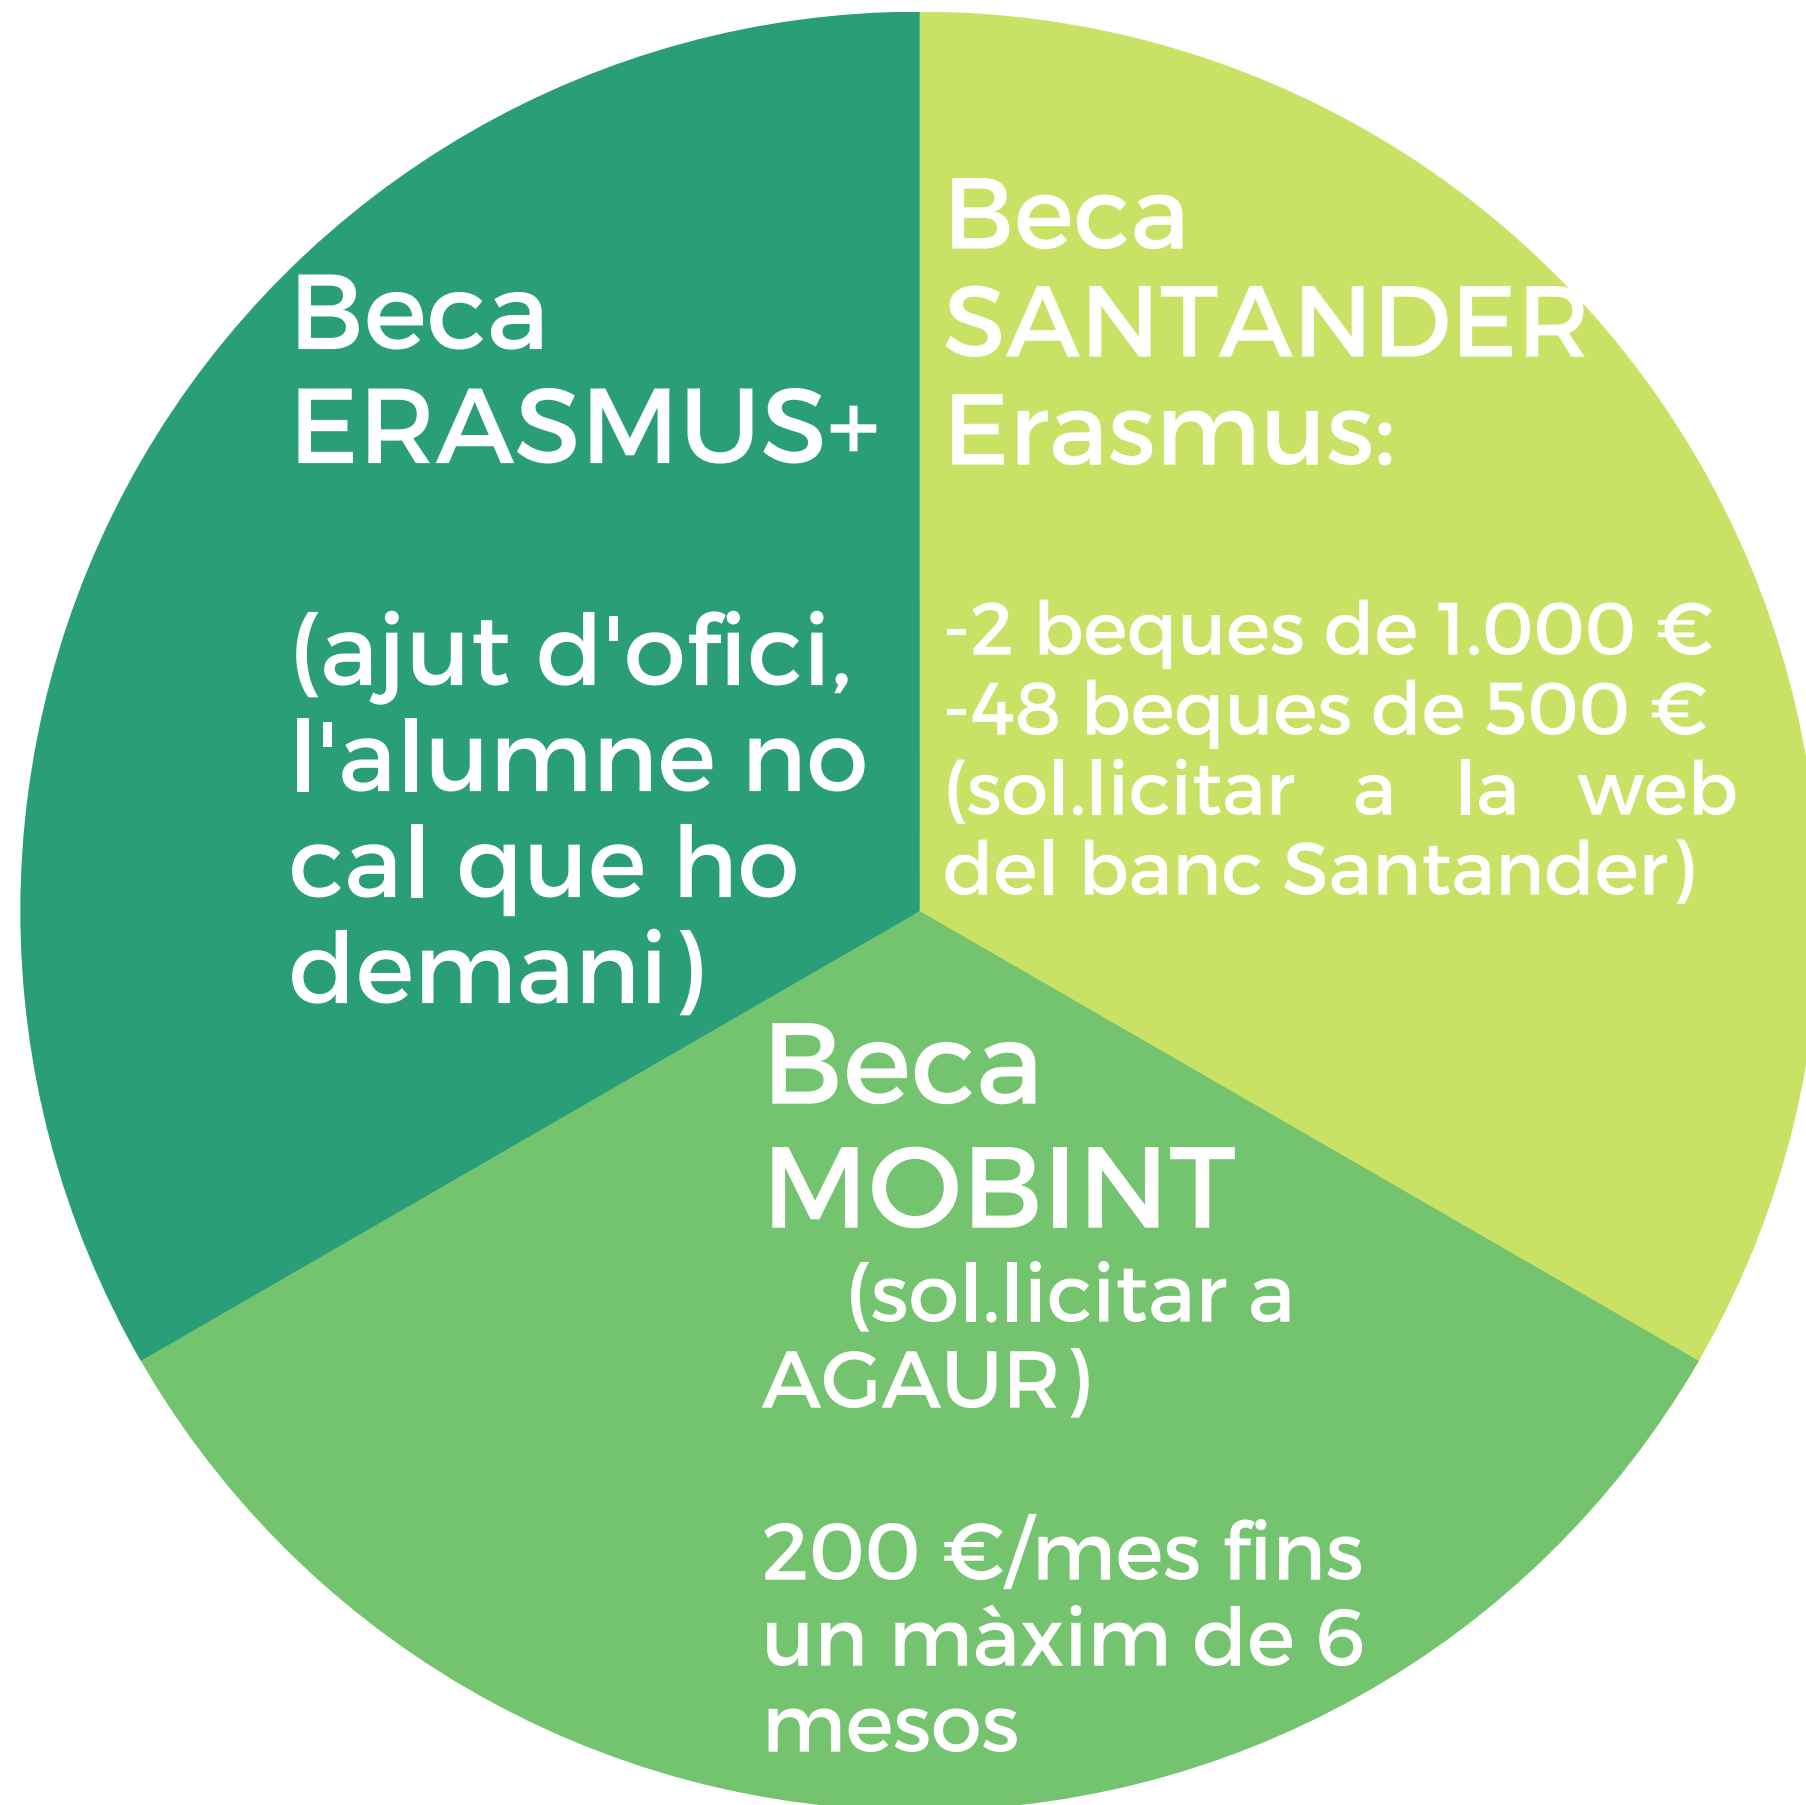 Beca
ERASMUS+
(ajut d'ofici,
l'alumne no
cal que ho
demani)
Beca
SANTANDER
Erasmus:
-2 beques de 1.000 €
-48 beques de 500 €
(sol.licitar a la web
del banc Santander)
Beca
MOBINT
(sol.licitar a
AGAUR)
200 €/mes fins
un màxim de 6
mesos